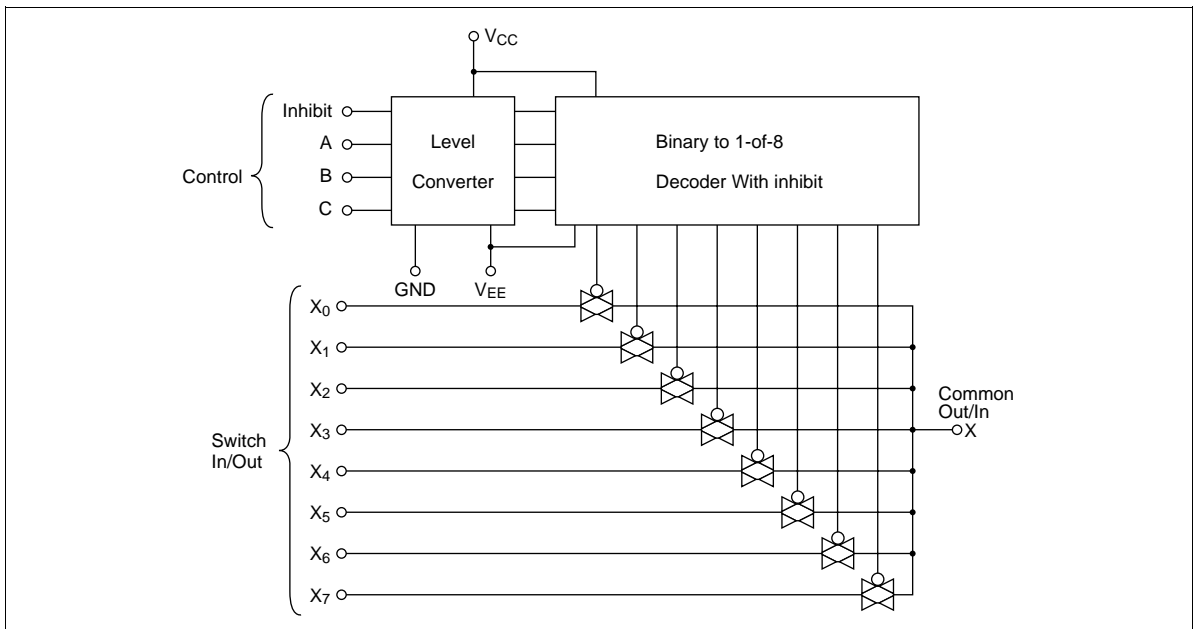 VCC
Inhibit
A
B
C
Control
Level
Converter
Binary to 1-of-8
Decoder With inhibit
GND
VEE
X0
X1
X2
X3
X4
X5
X6
X7
Switch
In/Out
Common
Out/In
X